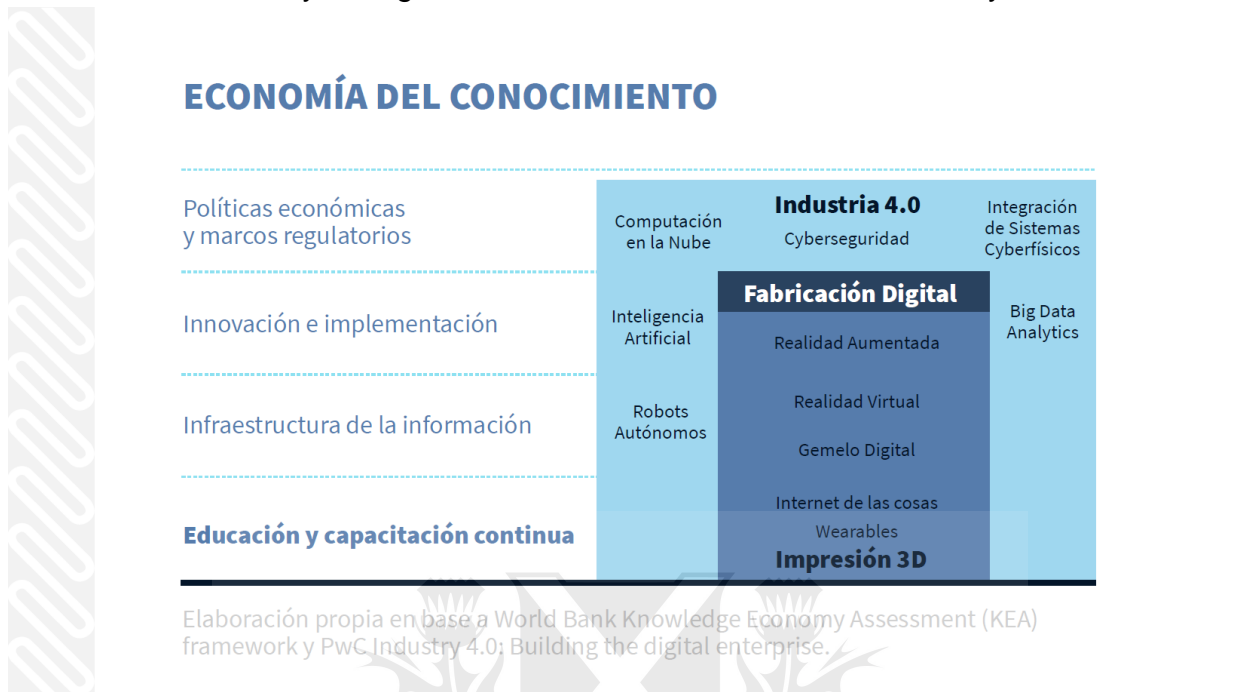 ECONOMÍA DEL CONOCIMIENTO
Políticas económicas
y marcos regulatorios
Innovación e implementación
Infraestructura de la información
Educación y capacitación continua
Industria 4.0
Cyberseguridad
Computación
en la Nube
Integración
de Sistemas
Cyberfísicos
Inteligencia
Artificial
Robots
Autónomos
Big Data
Analytics
Fabricación Digital
Realidad Aumentada
Realidad Virtual
Gemelo Digital
Internet de las cosas
Wearables
Impresión 3D
Elaboración propia en base a World Bank Knowledge Economy Assessment (KEA)
framework y PwC Industry 4.0: Building the digital enterprise.